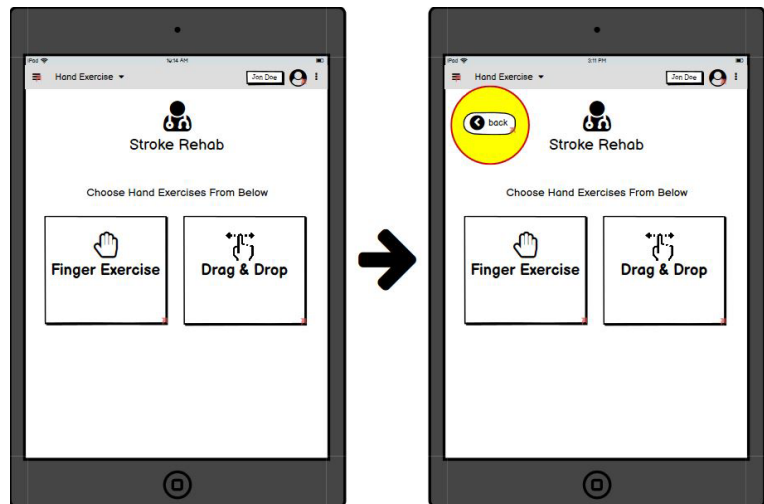 iPad
10:14 AM
Hand Exercise
Jon Doe
Stroke Rehab
Choose Hand Exercises From Below
Finger Exercise
Drag & Drop
iPad
3:11 PM
Hand Exercise
Jon Doe
back
Stroke Rehab
Choose Hand Exercises From Below
Finger Exercise
Drag & Drop